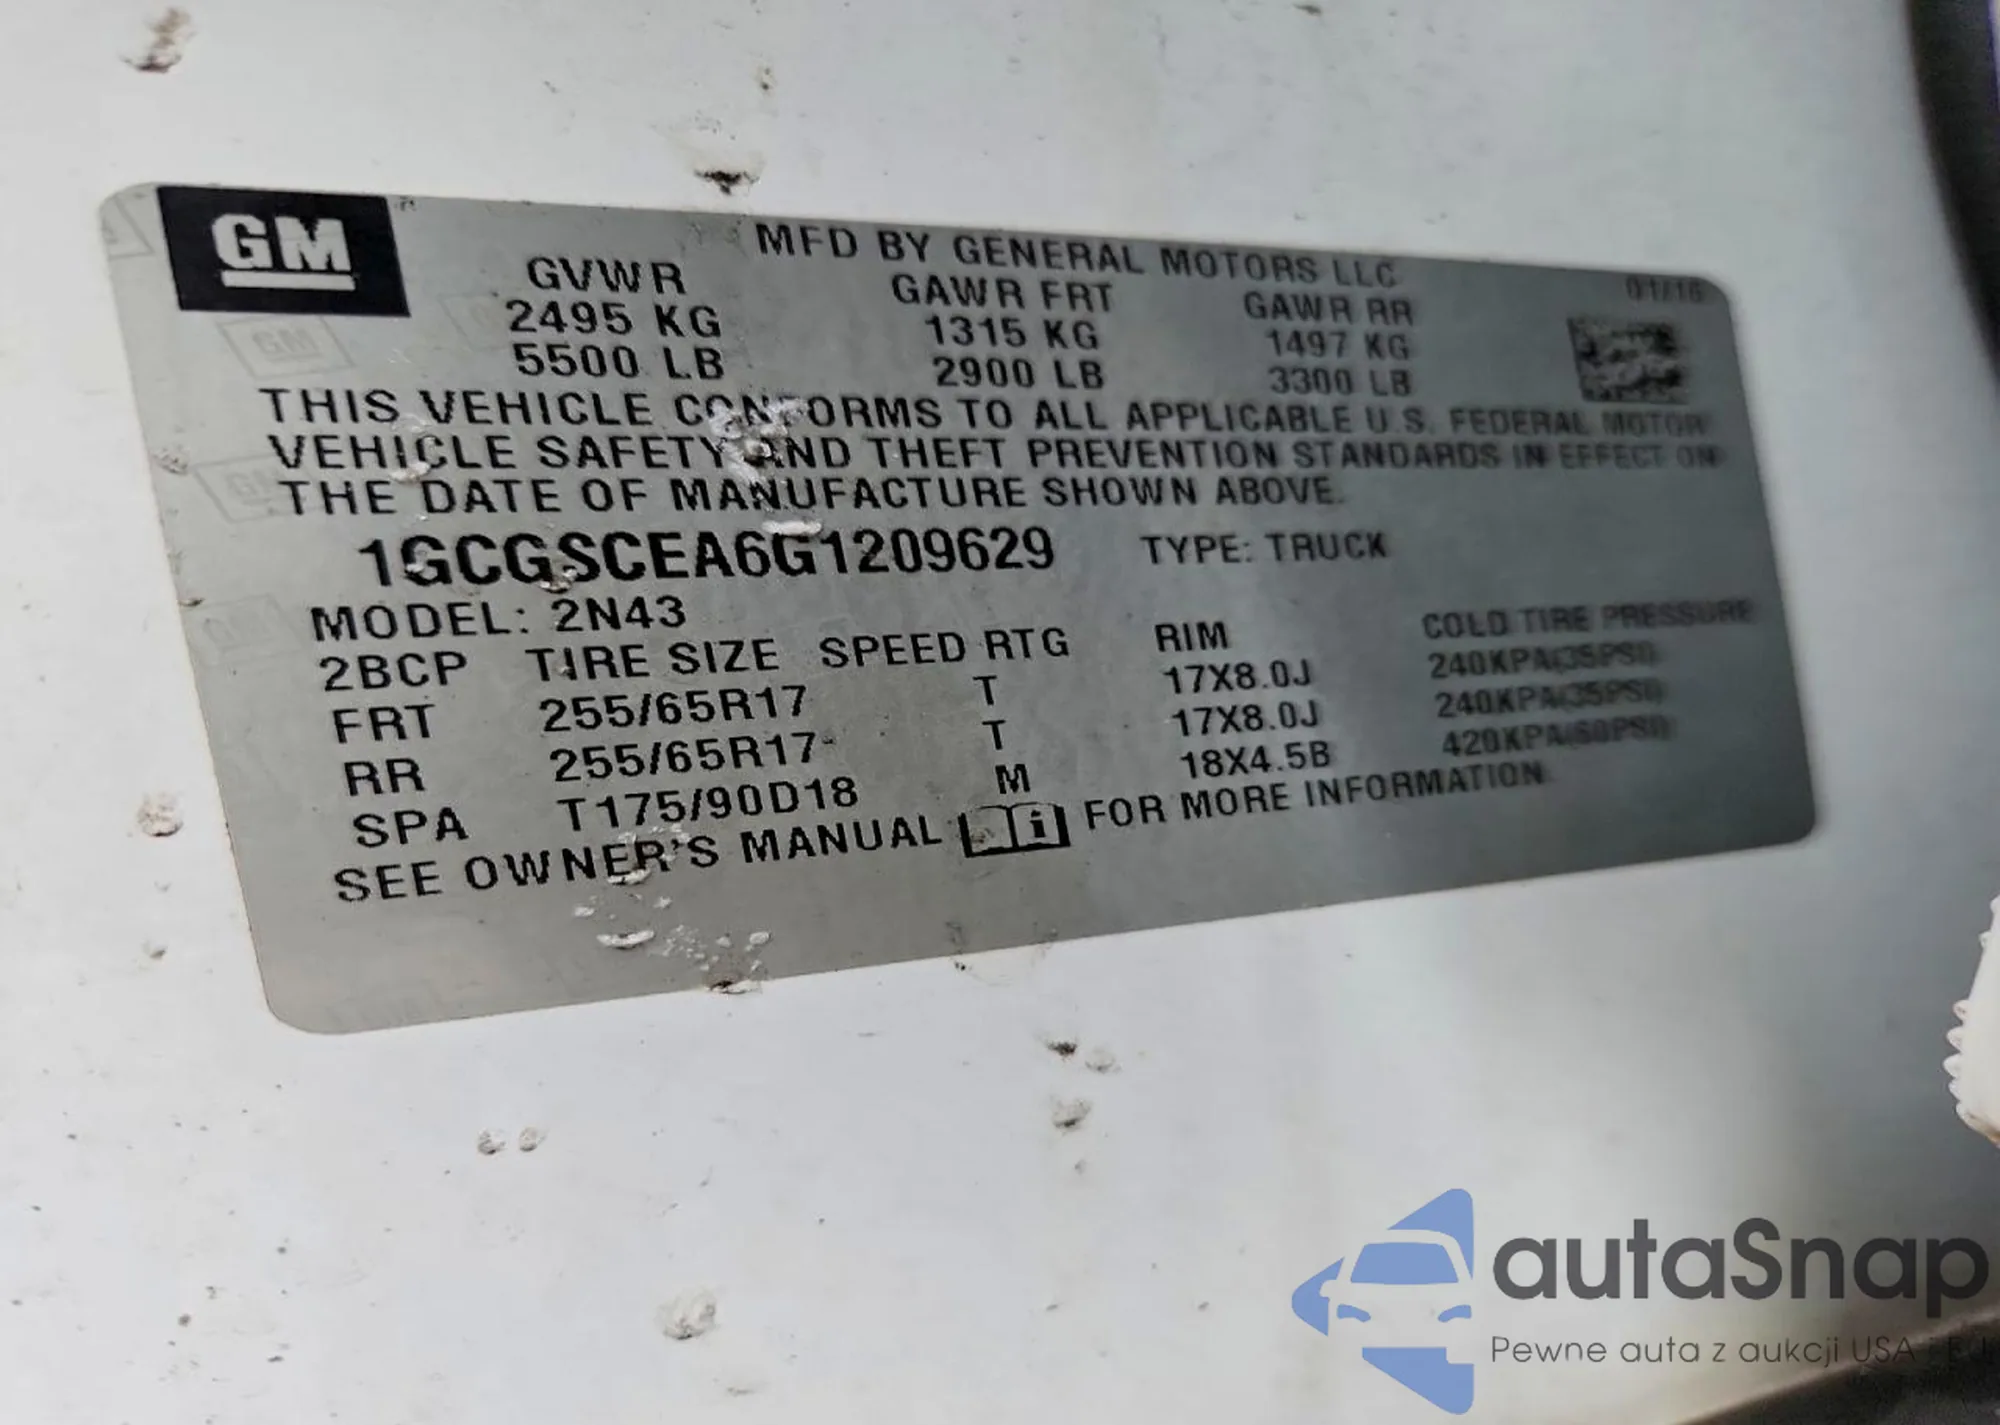 GM
MFD BY GENERAL MOTORS LLC
01/16
GVWR GAWR FRT GAWR RR
2495 KG 1315 KG 1497 KG
5500 LB 2900 LB 3300 LB
THIS VEHICLE CONFORMS TO ALL APPLICABLE U.S. FEDERAL MOTOR
VEHICLE SAFETY AND THEFT PREVENTION STANDARDS IN EFFECT ON
THE DATE OF MANUFACTURE SHOWN ABOVE.
1GCGSCEA6G1209629 TYPE: TRUCK
MODEL: 2N43
2BCP TIRE SIZE SPEED RTG RIM COLD TIRE PRESSURE
FRT 255/65R17 T 17X8.0J 240KPA(35PSI)
RR 255/65R17 T 17X8.0J 240KPA(35PSI)
SPA T175/90D18 M 18X4.5B 420KPA(60PSI)
SEE OWNER'S MANUAL i FOR MORE INFORMATION
autaSnap
Pewne auta z aukcji USA i EU